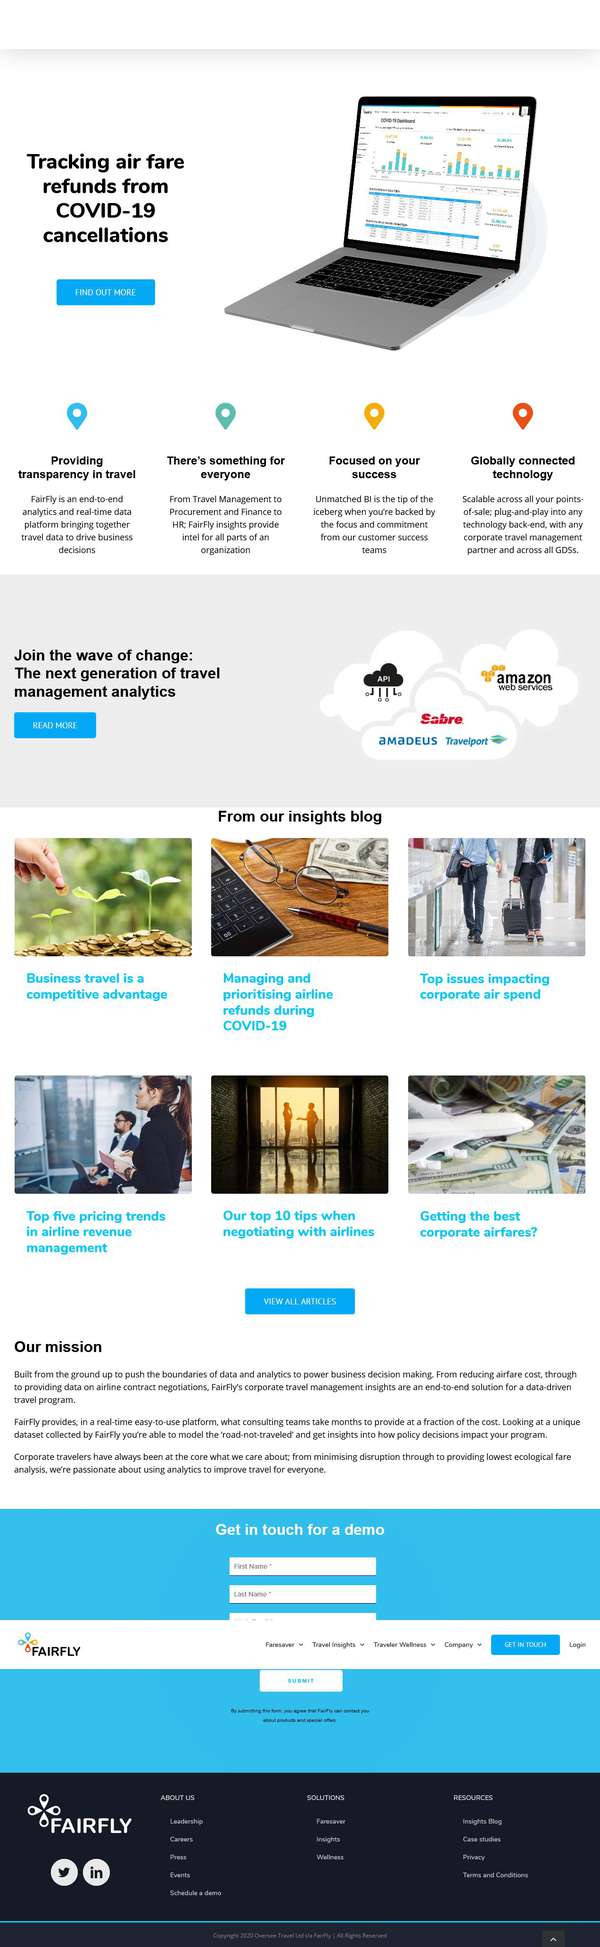 COVID-19 Dashboard
Tracking air fare
refunds from
COVID-19
cancellations
FIND OUT MORE
Providing
transparency in travel
FairFly is an end-to-end
analytics and real-time data
platform bringing together
travel data to drive business
decisions
There's something for
everyone
From Travel Management to
Procurement and Finance to
HR; FairFly insights provide
intel for all parts of an
organization
Focused on your
success
Unmatched BI is the tip of the
iceberg when you're backed by
the focus and commitment
from our customer success
teams
Globally connected
technology
Scalable across all your points-
of-sale; plug-and-play into any
technology back-end, with any
corporate travel management
partner and across all GDSs.
Join the wave of change:
The next generation of travel
management analytics
READ MORE
API
amazon
web services
Sabre
AMADEUS
Travelport
From our insights blog
Business travel is a
competitive advantage
Managing and
prioritising airline
refunds during
COVID-19
Top issues impacting
corporate air spend
Top five pricing trends
in airline revenue
management
Our top 10 tips when
negotiating with airlines
Getting the best
corporate airfares?
VIEW ALL ARTICLES
Our mission
Built from the ground up to push the boundaries of data and analytics to power business decision making. From reducing airfare cost, through
to providing data on airline contract negotiations, FairFly's corporate travel management insights are an end-to-end solution for a data-driven
travel program.
FairFly provides, in a real-time easy-to-use platform, what consulting teams take months to provide at a fraction of the cost. Looking at a unique
dataset collected by FairFly you're able to model the 'road-not-traveled' and get insights into how policy decisions impact your program.
Corporate travelers have always been at the core what we care about; from minimising disruption through to providing lowest ecological fare
analysis, we're passionate about using analytics to improve travel for everyone.
Get in touch for a demo
First Name *
Last Name *
FAIRFLY
Faresaver
Travel Insights
Traveler Wellness
Company
GET IN TOUCH
Login
SUBMIT
By submitting this form, you agree that FairFly can contact you
about products and special offers
FAIRFLY
ABOUT US
Leadership
Careers
Press
Events
Schedule a demo
SOLUTIONS
Faresaver
Insights
Wellness
RESOURCES
Insights Blog
Case studies
Privacy
Terms and Conditions
Copyright 2020 Oversee Travel Ltd t/a FairFly | All Rights Reserved